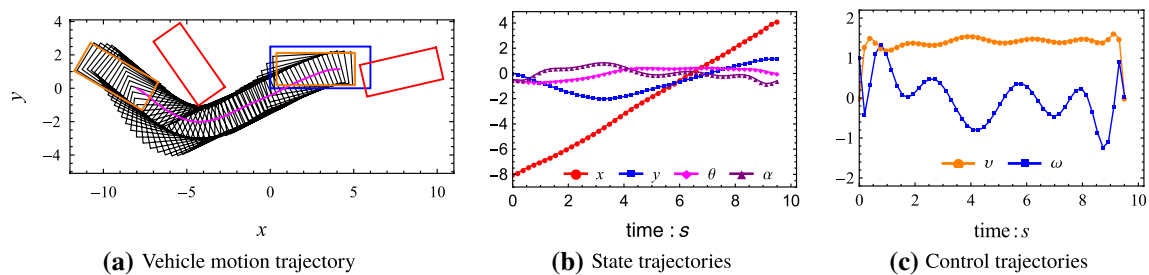 4
2
0
-2
-4
y
-10
-5
0
5
10
x
(a) Vehicle motion trajectory
4
2
0
-2
-4
-6
-8
x y θ α
0 2 4 6 8 10
time : s
(b) State trajectories
2
1
0
-1
-2
υ ω
0 2 4 6 8 10
time : s
(c) Control trajectories